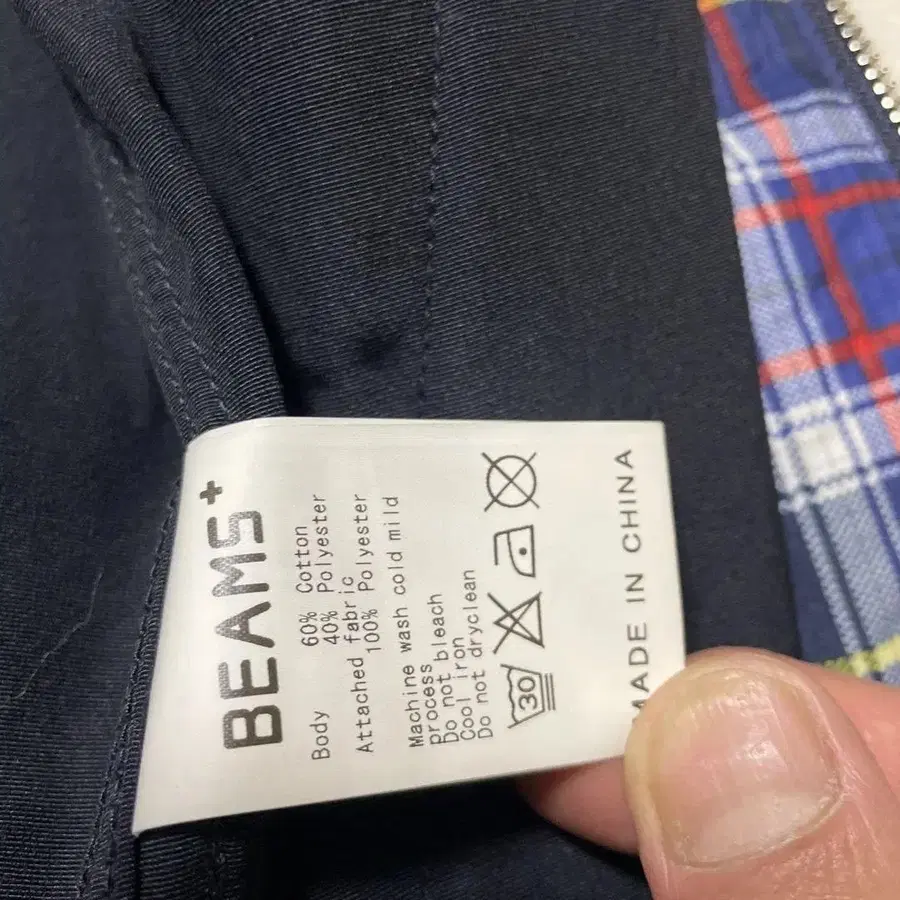 BEAMS+
Body 60% Cotton
40% Polyester
Attached fabric
100% Polyester
Machine wash cold mild
process
Do not bleach
Cool iron
Do not dryclean
30
MADE IN CHINA